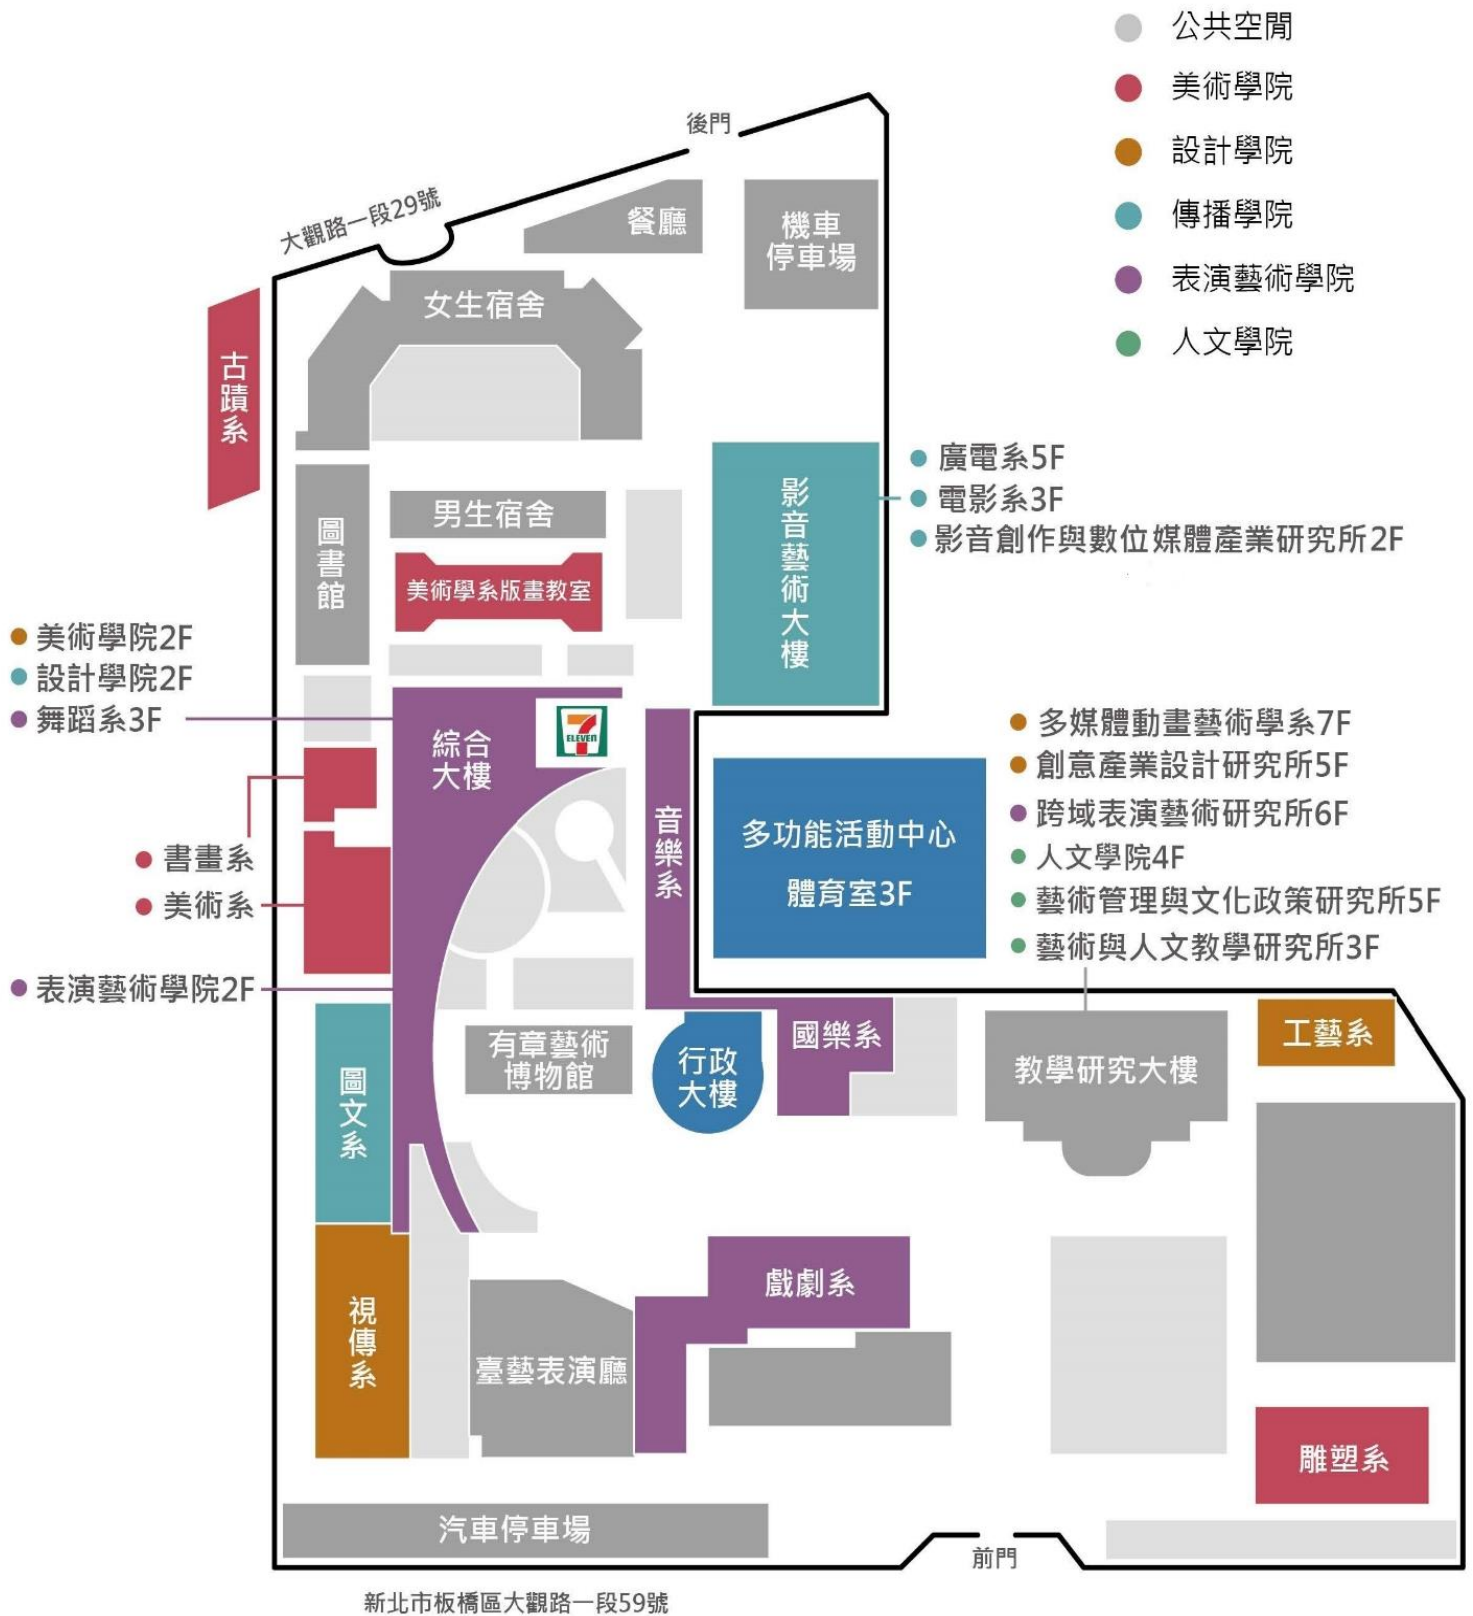 公共空閒
美術學院
設計學院
傳播學院
表演藝術學院
人文學院
後門
大觀路一段29號
餐廳
機車
停車場
女生宿舍
古蹟系
圖書館
男生宿舍
美術學系版畫教室
影音藝術大樓
廣電系5F
電影系3F
影音創作與數位媒體產業研究所2F
美術學院2F
設計學院2F
舞蹈系3F
綜合
大樓
7
ELEVEn
音樂系
多功能活動中心
體育室3F
多媒體動畫藝術學系7F
創意產業設計研究所5F
跨域表演藝術研究所6F
人文學院4F
藝術管理與文化政策研究所5F
藝術與人文教學研究所3F
書畫系
美術系
表演藝術學院2F
圖文系
有章藝術
博物館
行政
大樓
國樂系
教學研究大樓
工藝系
視傳系
臺藝表演廳
戲劇系
雕塑系
汽車停車場
前門
新北市板橋區大觀路一段59號